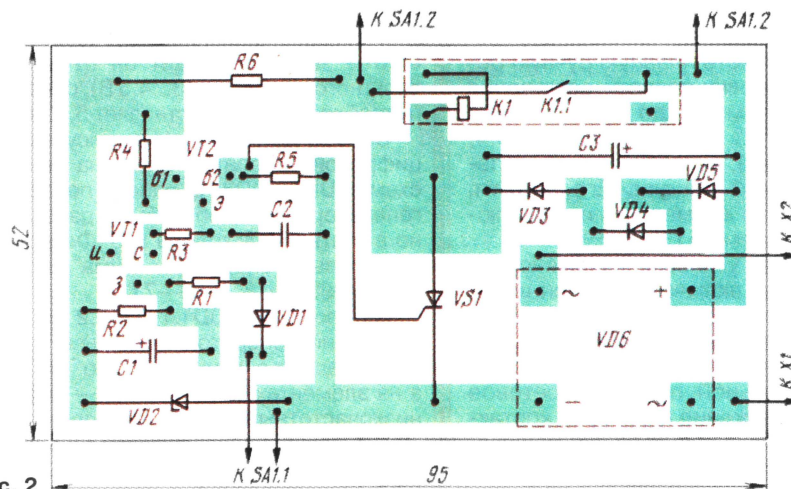 К SA1.2
К SA1.2
R6
K1
K1.1
R4
VT2
б1
б2
R5
C3
+
VD5
э
VD3
VD4
VT1
R3
C2
и
с
К X2
з
R1
~
+
R2
VD1
VS1
VD6
+
C1
К X1
VD2
−
~
К SA1.1
52
95
с. 2